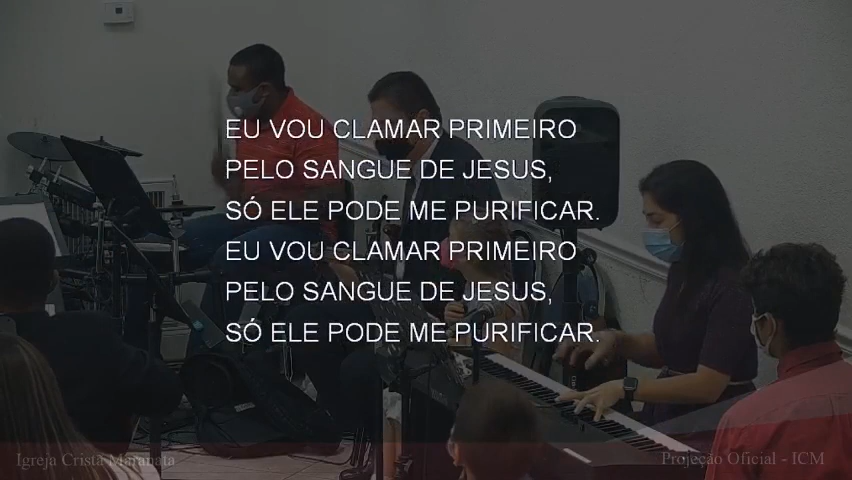 EU VOU CLAMAR PRIMEIRO
PELO SANGUE DE JESUS,
SÓ ELE PODE ME PURIFICAR.
EU VOU CLAMAR PRIMEIRO
PELO SANGUE DE JESUS,
SÓ ELE PODE ME PURIFICAR.
Igreja Cristã Maranata
Projeção Oficial - ICM